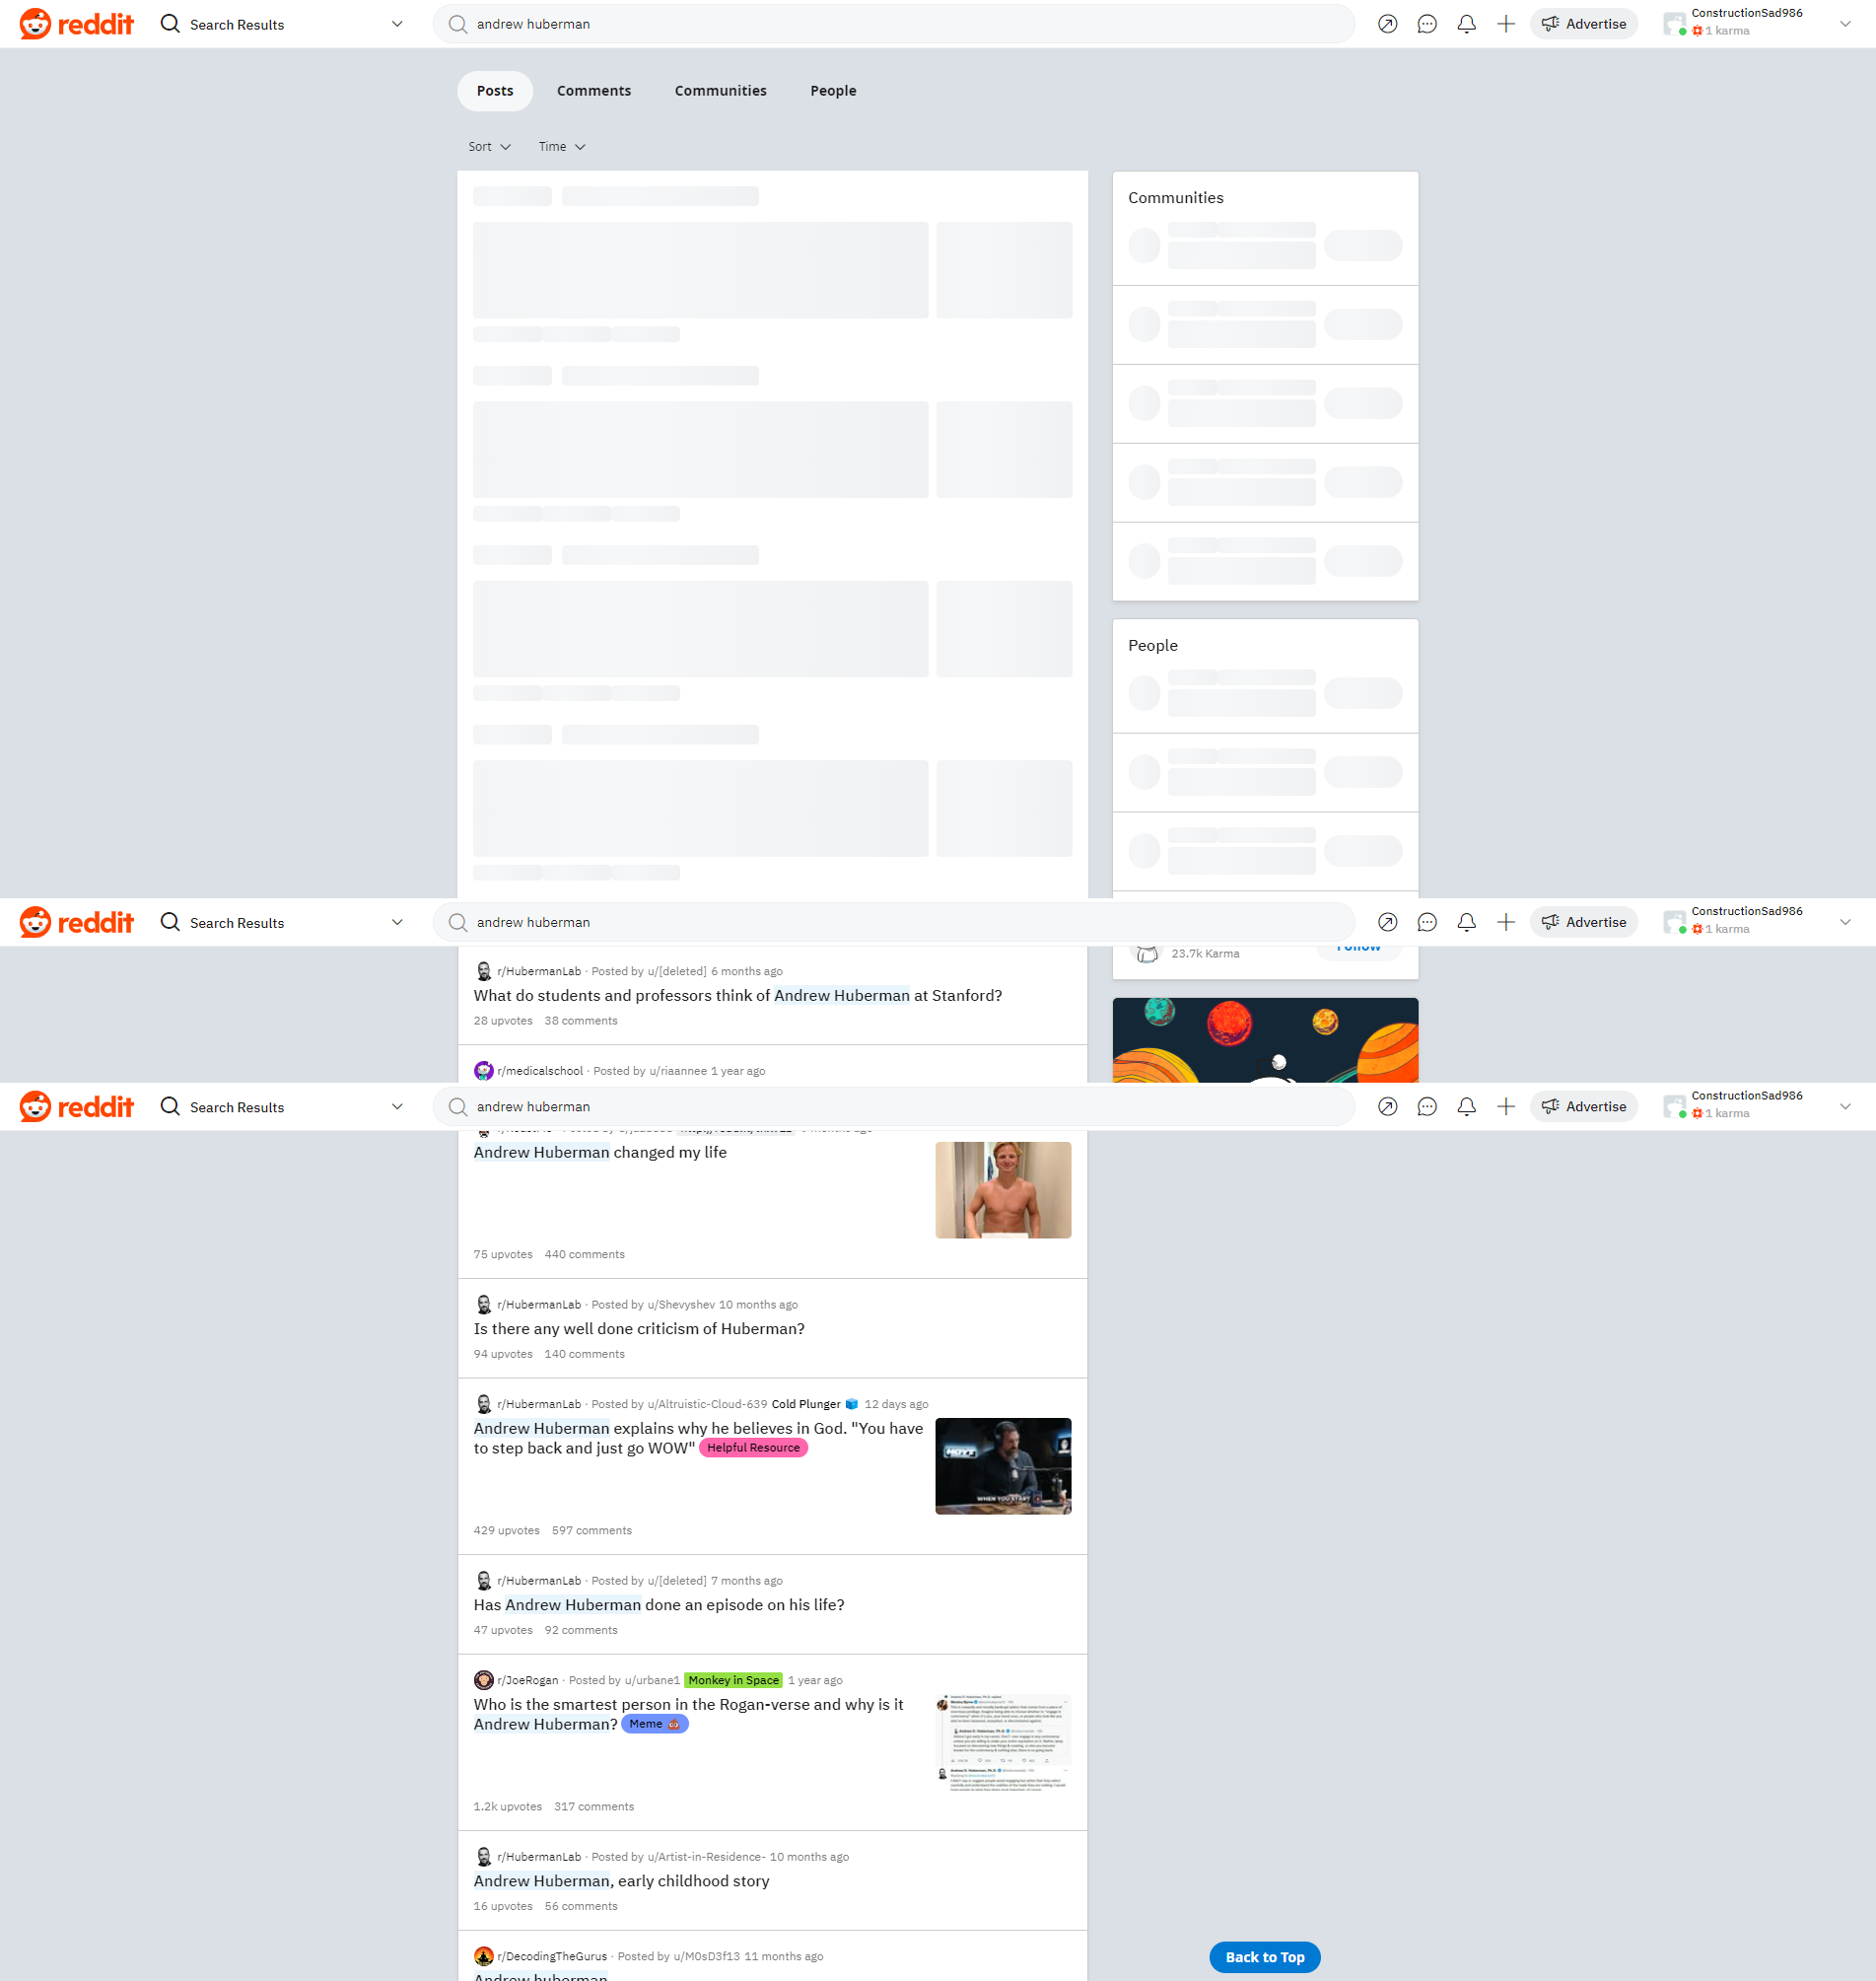 reddit
Search Results
andrew huberman
Advertise
ConstructionSad986
1 karma
Posts
Comments
Communities
People
Sort
Time
Communities
People
reddit
Search Results
andrew huberman
Advertise
ConstructionSad986
1 karma
23.7k Karma
Follow
r/HubermanLab · Posted by u/[deleted] 6 months ago
What do students and professors think of Andrew Huberman at Stanford?
28 upvotes 38 comments
r/medicalschool · Posted by u/riaannee 1 year ago
reddit
Search Results
andrew huberman
Advertise
ConstructionSad986
1 karma
Andrew Huberman changed my life
75 upvotes 440 comments
r/HubermanLab · Posted by u/Shevyshev 10 months ago
Is there any well done criticism of Huberman?
94 upvotes 140 comments
r/HubermanLab · Posted by u/Altruistic-Cloud-639 Cold Plunger 12 days ago
Andrew Huberman explains why he believes in God. "You have
to step back and just go WOW" Helpful Resource
WHEN YOU START
429 upvotes 597 comments
r/HubermanLab · Posted by u/[deleted] 7 months ago
Has Andrew Huberman done an episode on his life?
47 upvotes 92 comments
r/JoeRogan · Posted by u/urbane1 Monkey in Space 1 year ago
Who is the smartest person in the Rogan-verse and why is it
Andrew Huberman? Meme 💩
1.2k upvotes 317 comments
r/HubermanLab · Posted by u/Artist-in-Residence- 10 months ago
Andrew Huberman, early childhood story
16 upvotes 56 comments
r/DecodingTheGurus · Posted by u/M0sD3f13 11 months ago
Andrew huberman
Back to Top